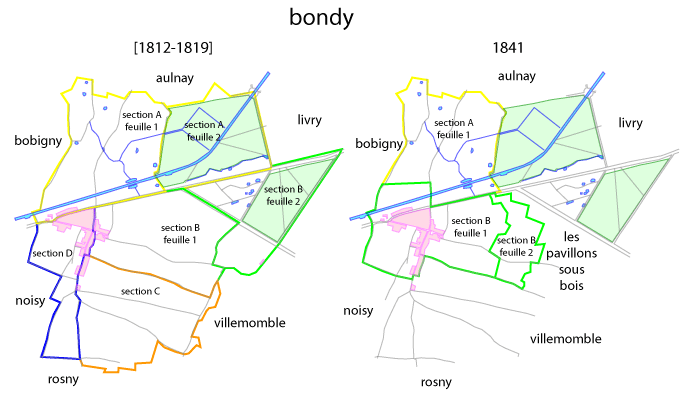 bondy
[1812-1819]
aulnay
section A
feuille 1
section A
feuille 2
livry
bobigny
section B
feuille 2
section B
feuille 1
section D
section C
noisy
villemomble
rosny
1841
aulnay
section A
feuille 1
livry
bobigny
section B
feuille 1
section B
feuille 2
les
pavillons
sous
bois
noisy
villemomble
rosny